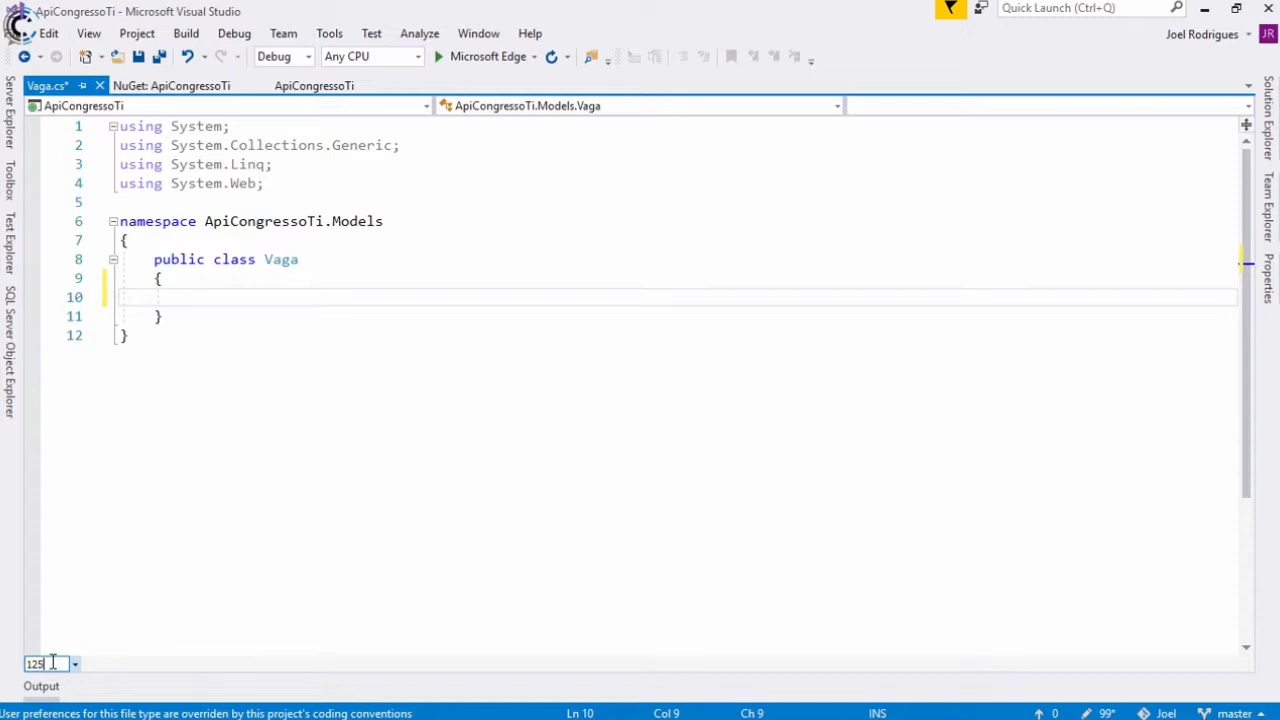 ApiCongressoTi - Microsoft Visual Studio
Quick Launch (Ctrl+Q)
Edit View Project Build Debug Team Tools Test Analyze Window Help
Joel Rodrigues JR
Debug Any CPU Microsoft Edge
Vaga.cs* NuGet: ApiCongressoTi ApiCongressoTi
ApiCongressoTi ApiCongressoTi.Models.Vaga
1 using System;
2 using System.Collections.Generic;
3 using System.Linq;
4 using System.Web;
5
6 namespace ApiCongressoTi.Models
7 {
8 public class Vaga
9 {
10
11 }
12 }
Server Explorer
Toolbox
Test Explorer
SQL Server Object Explorer
Solution Explorer
Team Explorer
Properties
125
Output
User preferences for this file type are overriden by this project's coding conventions Ln 10 Col 9 Ch 9 INS 0 99* Joel master